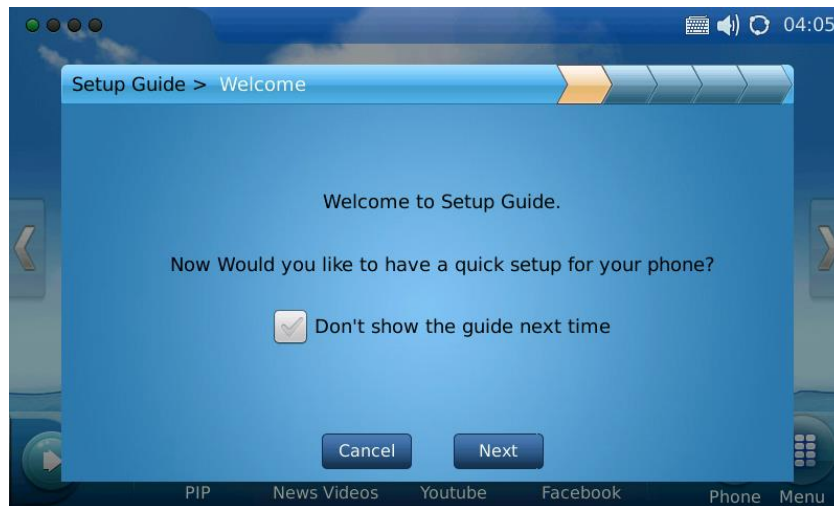 04:05
Setup Guide > Welcome
Welcome to Setup Guide.
Now Would you like to have a quick setup for your phone?
Don't show the guide next time
Cancel Next
PIP News Videos Youtube Facebook Phone Menu